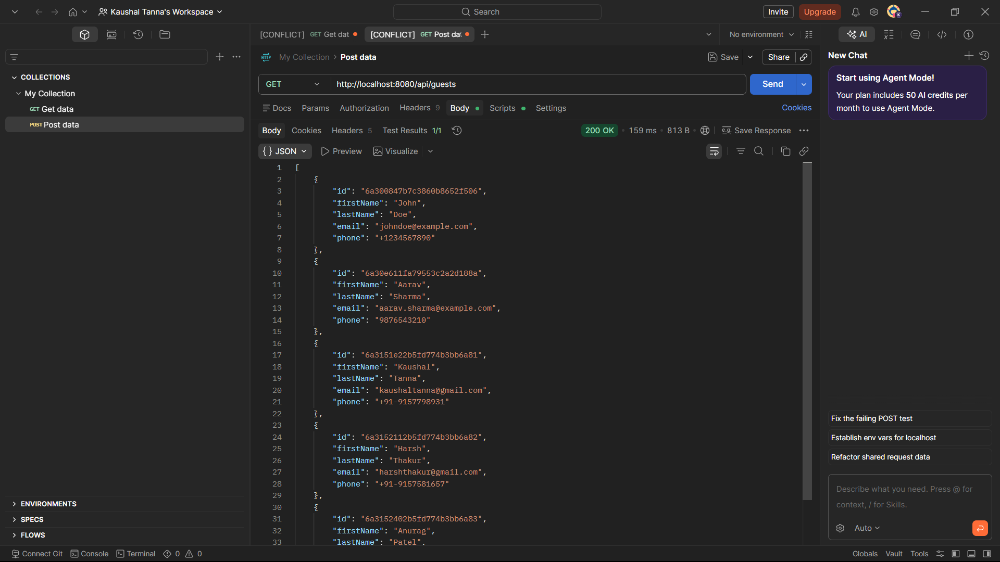 Kaushal Tanna's Workspace
Search
Invite
Upgrade
K
[CONFLICT] GET Get dat
[CONFLICT] GET Post dat
No environment
AI
My Collection > Post data
Save
Share
New Chat
COLLECTIONS
My Collection
GET Get data
POST Post data
GET
http://localhost:8080/api/guests
Send
Start using Agent Mode!
Your plan includes 50 AI credits per
month to use Agent Mode.
Docs Params Authorization Headers 9 Body Scripts Settings Cookies
Body Cookies Headers 5 Test Results 1/1
200 OK • 159 ms • 813 B
e.g. Save Response
{} JSON
Preview
Visualize
1 [
2 {
3 "id": "6a300847b7c3860b8652f506",
4 "firstName": "John",
5 "lastName": "Doe",
6 "email": "johndoe@example.com",
7 "phone": "+1234567890"
8 },
9 {
10 "id": "6a30e611fa79553c2a2d188a",
11 "firstName": "Aarav",
12 "lastName": "Sharma",
13 "email": "aarav.sharma@example.com",
14 "phone": "9876543210"
15 },
16 {
17 "id": "6a3151e22b5fd774b3bb6a81",
18 "firstName": "Kaushal",
19 "lastName": "Tanna",
20 "email": "kaushaltanna@gmail.com",
21 "phone": "+91-9157798931"
22 },
23 {
24 "id": "6a3152112b5fd774b3bb6a82",
25 "firstName": "Harsh",
26 "lastName": "Thakur",
27 "email": "harshthakur@gmail.com",
28 "phone": "+91-9157581657"
29 },
30 {
31 "id": "6a3152402b5fd774b3bb6a83",
32 "firstName": "Anurag",
33 "lastName": "Patel",
Fix the failing POST test
Establish env vars for localhost
Refactor shared request data
Describe what you need. Press @ for
context, / for Skills.
Auto
ENVIRONMENTS
SPECS
FLOWS
Connect Git
Console
Terminal
0
0
Globals
Vault
Tools